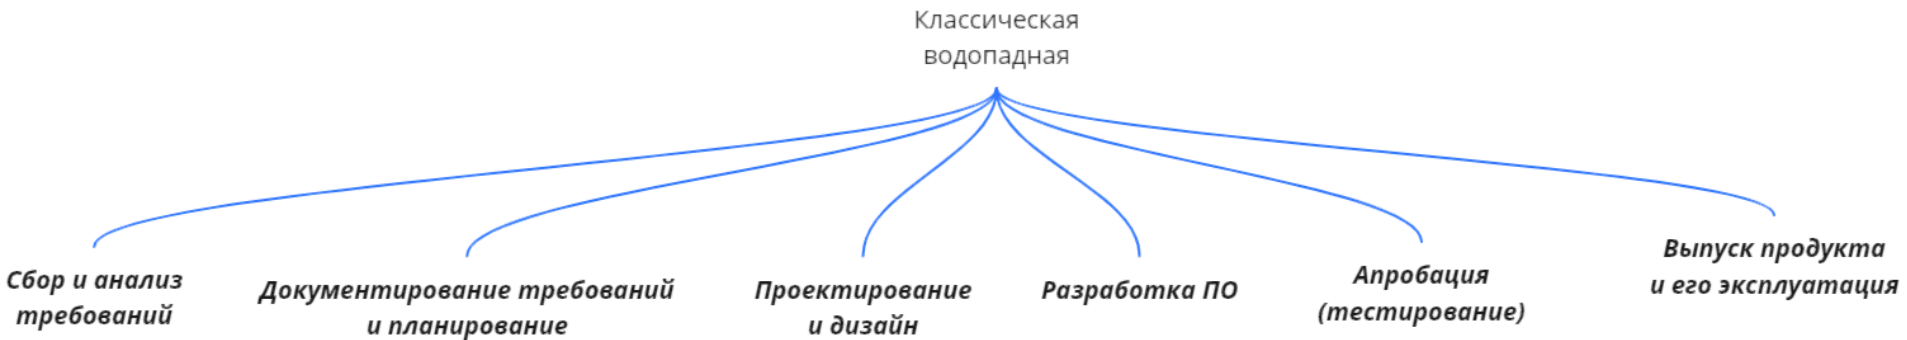 Классическая
водопадная
Сбор и анализ
требований
Документирование требований
и планирование
Проектирование
и дизайн
Разработка ПО
Апробация
(тестирование)
Выпуск продукта
и его эксплуатация